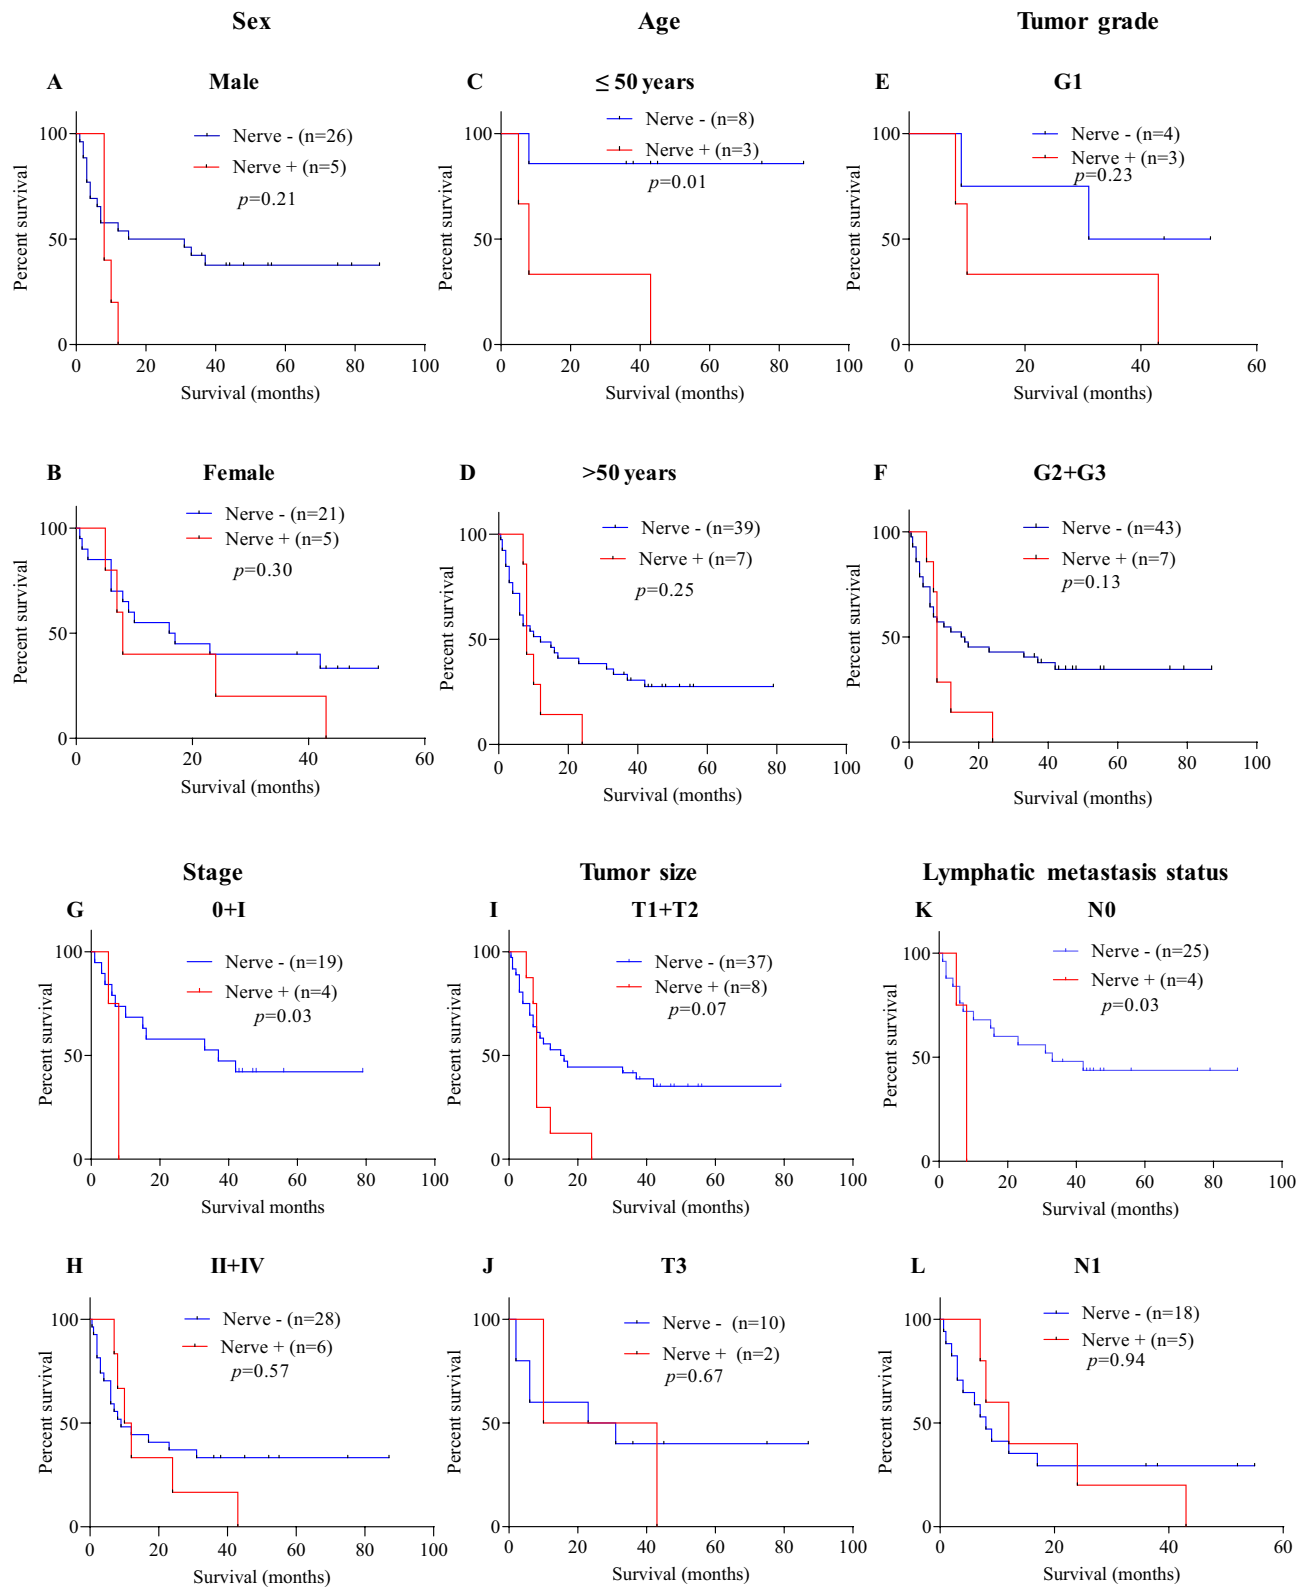 Sex
Age
Tumor grade
A
Male
Percent survival
100
50
0
Nerve - (n=26)
Nerve + (n=5)
p=0.21
0 20 40 60 80 100
Survival (months)
C
≤ 50 years
Percent survival
100
50
0
Nerve - (n=8)
Nerve + (n=3)
p=0.01
0 20 40 60 80 100
Survival (months)
E
G1
Percent survival
100
50
0
Nerve - (n=4)
Nerve + (n=3)
p=0.23
0 20 40 60
Survival (months)
B
Female
Percent survival
100
50
0
Nerve - (n=21)
Nerve + (n=5)
p=0.30
0 20 40 60
Survival (months)
D
>50 years
Percent survival
100
50
0
Nerve - (n=39)
Nerve + (n=7)
p=0.25
0 20 40 60 80 100
Survival (months)
F
G2+G3
Percent survival
100
50
0
Nerve - (n=43)
Nerve + (n=7)
p=0.13
0 20 40 60 80 100
Survival (months)
Stage
Tumor size
Lymphatic metastasis status
G
0+I
Percent survival
100
50
0
Nerve - (n=19)
Nerve + (n=4)
p=0.03
0 20 40 60 80 100
Survival months
I
T1+T2
Percent survival
100
50
0
Nerve - (n=37)
Nerve + (n=8)
p=0.07
0 20 40 60 80 100
Survival (months)
K
N0
Percent survival
100
50
0
Nerve - (n=25)
Nerve + (n=4)
p=0.03
0 20 40 60 80 100
Survival (months)
H
II+IV
Percent survival
100
50
0
Nerve - (n=28)
Nerve + (n=6)
p=0.57
0 20 40 60 80 100
Survival (months)
J
T3
Percent survival
100
50
0
Nerve - (n=10)
Nerve + (n=2)
p=0.67
0 20 40 60 80 100
Survival (months)
L
N1
Percent survival
100
50
0
Nerve - (n=18)
Nerve + (n=5)
p=0.94
0 20 40 60
Survival (months)